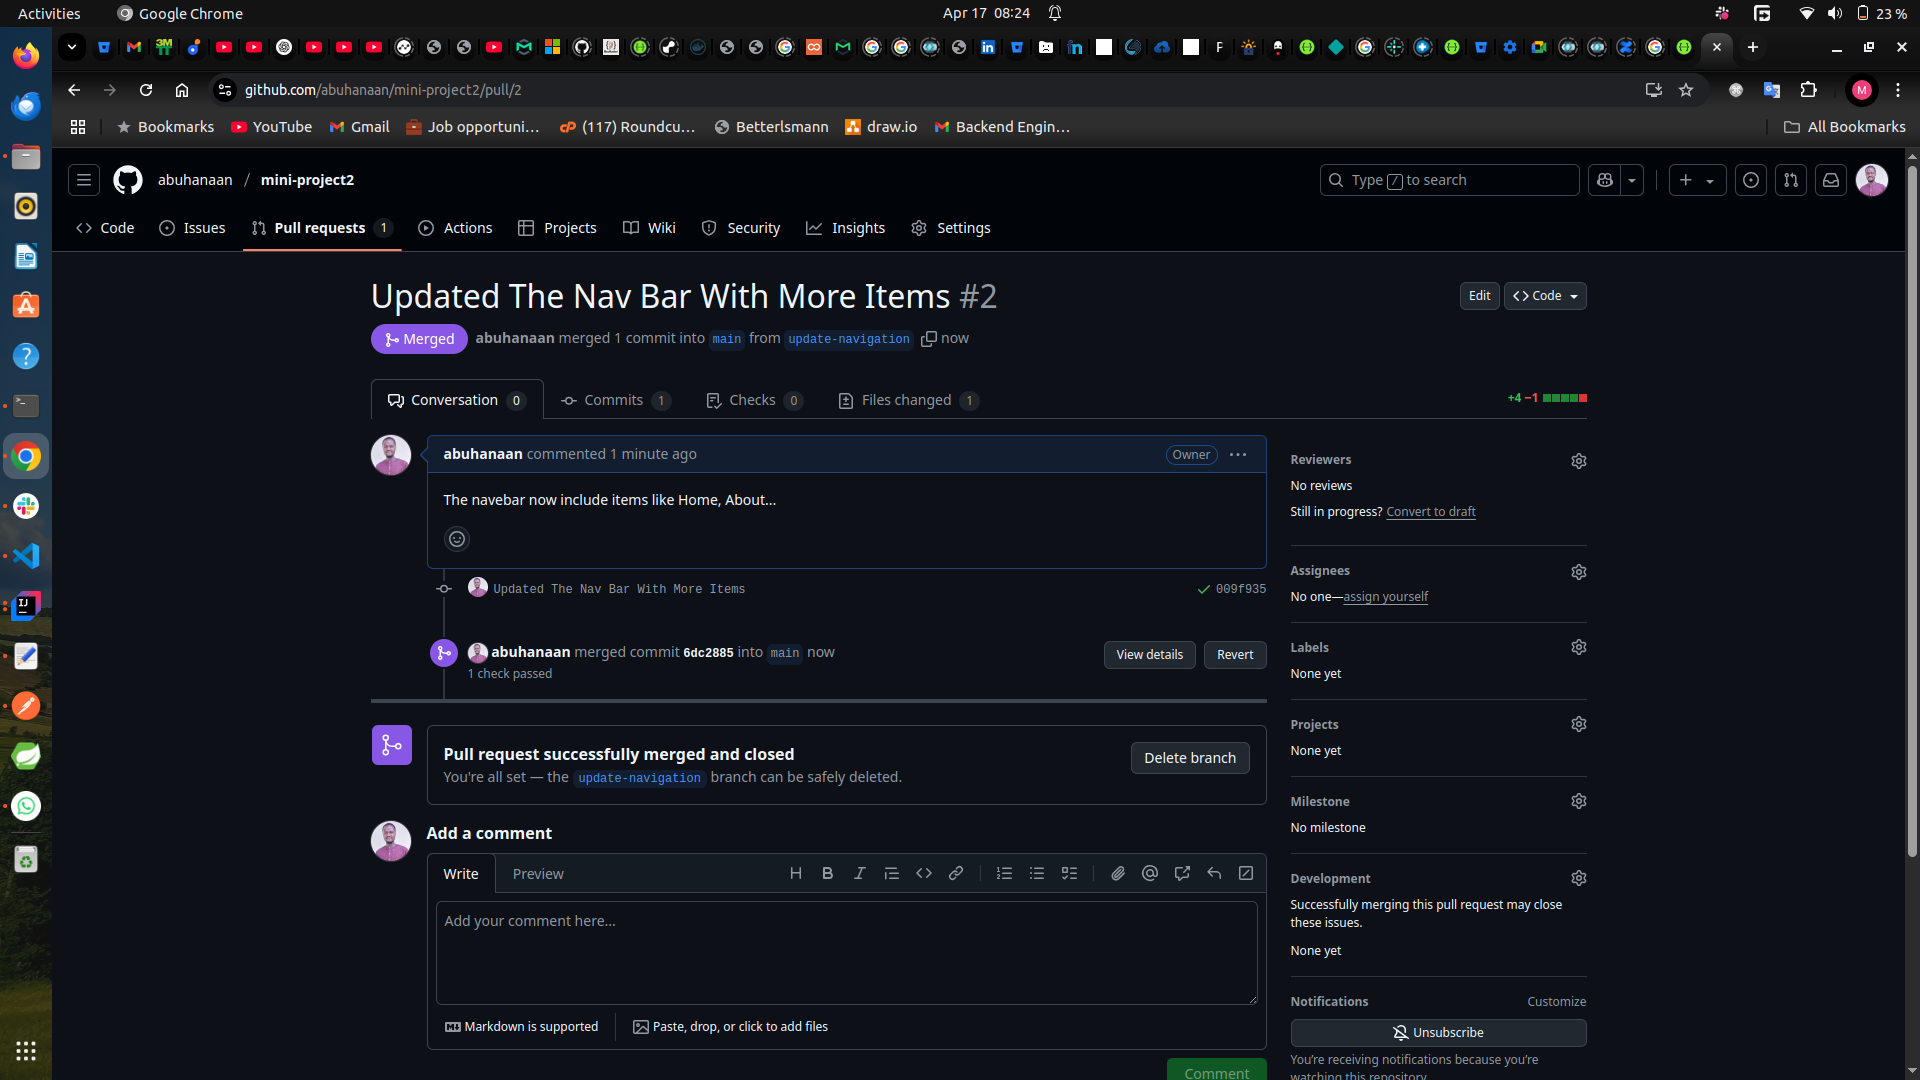 Activities
Google Chrome
Apr 17 08:24
23 %
github.com/abuhanaan/mini-project2/pull/2
M
Bookmarks
YouTube
Gmail
Job opportuni...
(117) Roundcu...
Betterlsmann
draw.io
Backend Engin...
All Bookmarks
abuhanaan / mini-project2
Type / to search
Code
Issues
Pull requests 1
Actions
Projects
Wiki
Insights
Settings
Updated The Nav Bar With More Items #2
Edit
Code
Merged
abuhanaan merged 1 commit into main from update-navigation now
Conversation 0
Commits 1
Checks 0
Files changed 1
+4 −1
abuhanaan commented 1 minute ago
Owner
The navebar now include items like Home, About...
Updated The Nav Bar With More Items
009f935
abuhanaan merged commit 6dc2885 into main now
1 check passed
View details
Revert
Pull request successfully merged and closed
You're all set — the update-navigation branch can be safely deleted.
Delete branch
Add a comment
Write
Preview
Add your comment here...
Markdown is supported
Paste, drop, or click to add files
Comment
Reviewers
No reviews
Still in progress? Convert to draft
Assignees
No one—assign yourself
Labels
None yet
Projects
None yet
Milestone
No milestone
Development
Successfully merging this pull request may close
these issues.
None yet
Notifications
Customize
Unsubscribe
You're receiving notifications because you're
watching this repository.